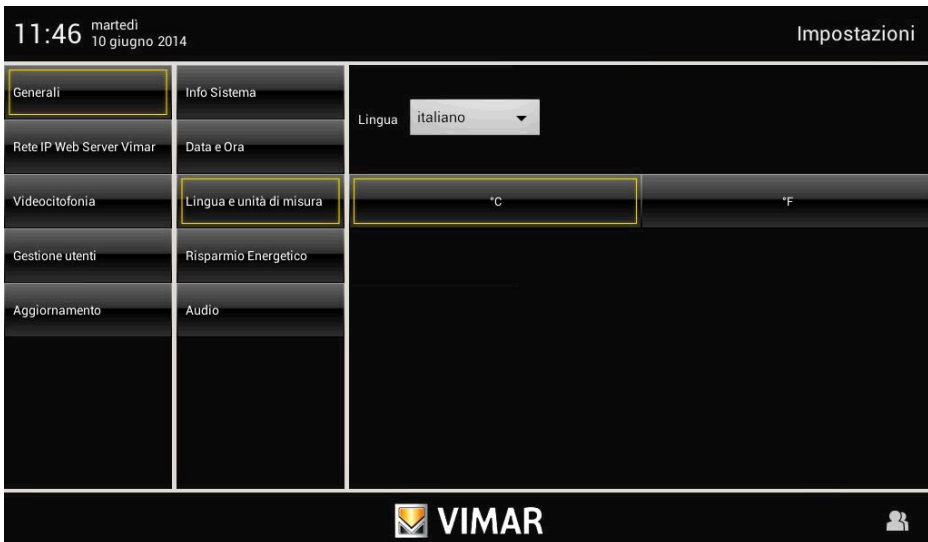 11:46 martedì
10 giugno 2014
Impostazioni
Generali
Rete IP Web Server Vimar
Videocitofonia
Gestione utenti
Aggiornamento
Info Sistema
Data e Ora
Lingua e unità di misura
Risparmio Energetico
Audio
Lingua italiano
°C °F
VIMAR